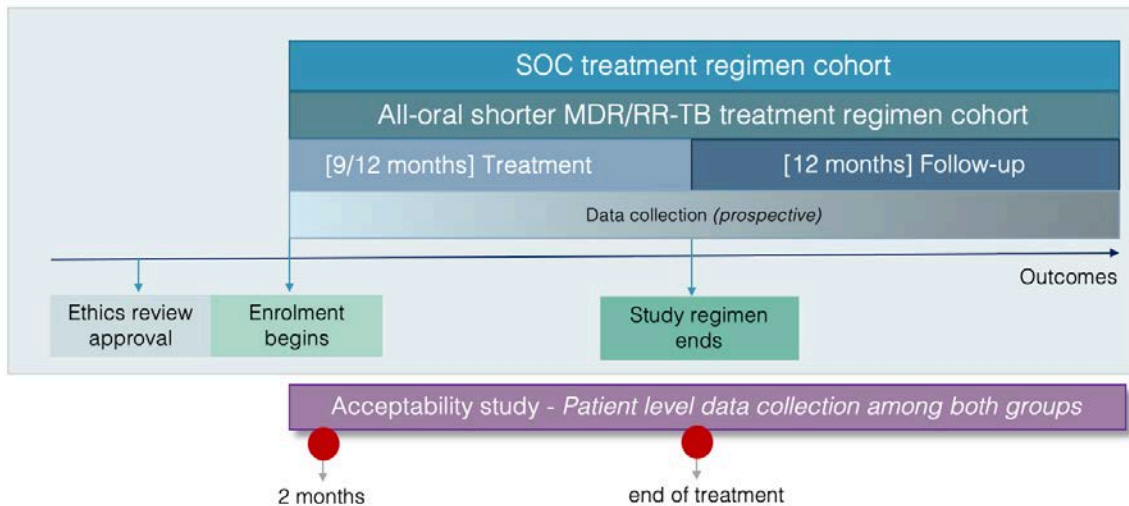 SOC treatment regimen cohort
All-oral shorter MDR/RR-TB treatment regimen cohort
[9/12 months] Treatment
[12 months] Follow-up
Data collection (prospective)
Outcomes
Ethics review
approval
Enrolment
begins
Study regimen
ends
Acceptability study - Patient level data collection among both groups
2 months
end of treatment